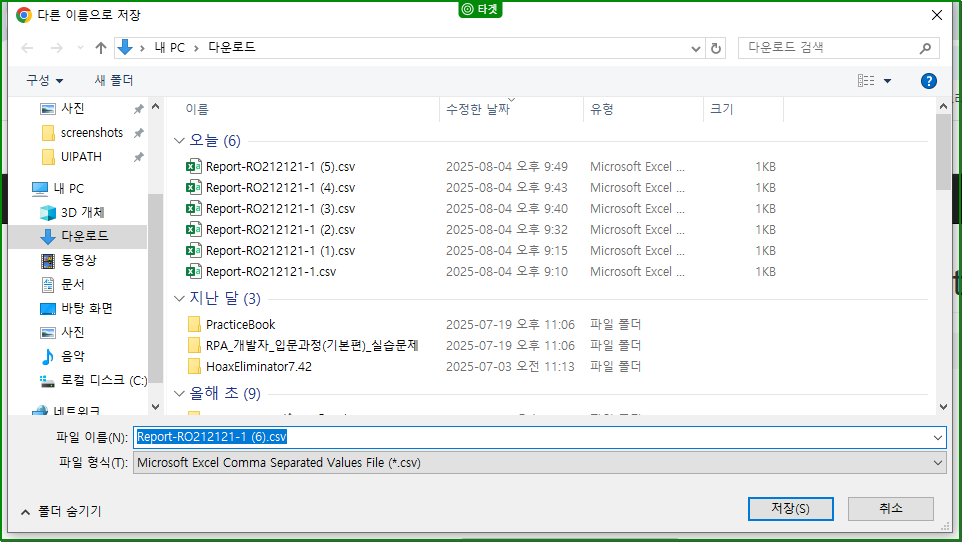 타겟
다른 이름으로 저장
내 PC > 다운로드
다운로드 검색
구성 새 폴더
사진
screenshots
UIPATH
내 PC
3D 개체
다운로드
동영상
문서
바탕 화면
사진
음악
로컬 디스크 (C:)
네트워크
이름 수정한 날짜 유형 크기
오늘 (6)
Report-RO212121-1 (5).csv 2025-08-04 오후 9:49 Microsoft Excel ... 1KB
Report-RO212121-1 (4).csv 2025-08-04 오후 9:43 Microsoft Excel ... 1KB
Report-RO212121-1 (3).csv 2025-08-04 오후 9:40 Microsoft Excel ... 1KB
Report-RO212121-1 (2).csv 2025-08-04 오후 9:32 Microsoft Excel ... 1KB
Report-RO212121-1 (1).csv 2025-08-04 오후 9:15 Microsoft Excel ... 1KB
Report-RO212121-1.csv 2025-08-04 오후 9:10 Microsoft Excel ... 1KB
지난 달 (3)
PracticeBook 2025-07-19 오후 11:06 파일 폴더
RPA_개발자_입문과정(기본편)_실습문제 2025-07-19 오후 11:06 파일 폴더
HoaxEliminator7.42 2025-07-03 오전 11:13 파일 폴더
올해 초 (9)
파일 이름(N): Report-RO212121-1 (6).csv
파일 형식(T): Microsoft Excel Comma Separated Values File (*.csv)
폴더 숨기기
저장(S) 취소